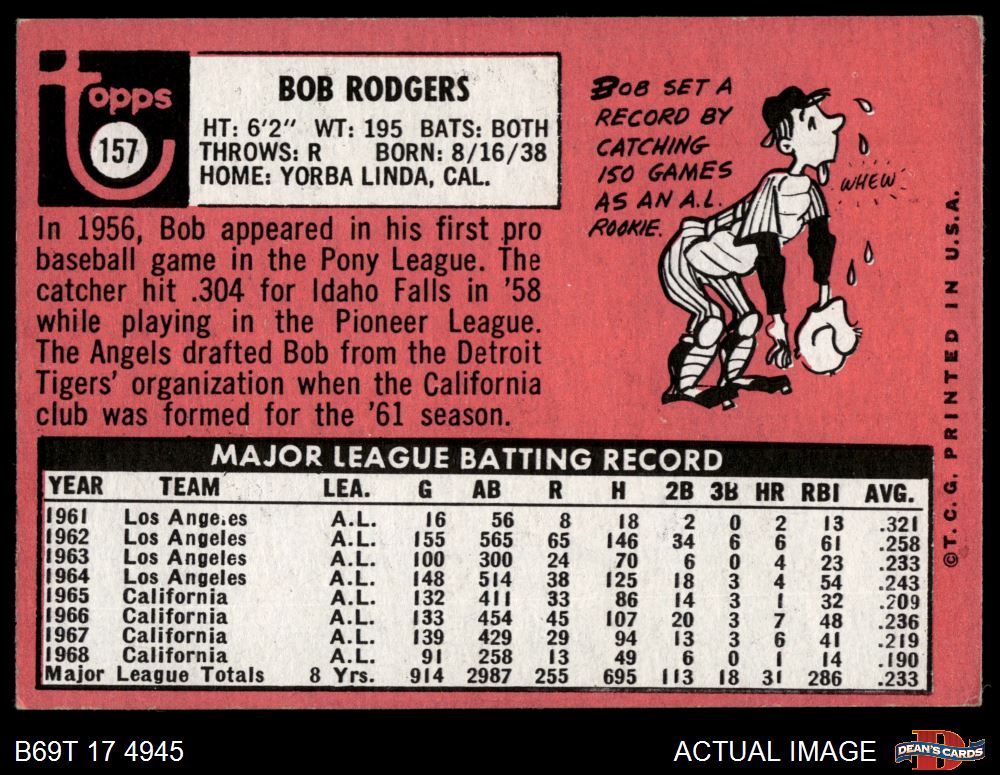 Topps
157
BOB RODGERS
HT: 6'2" WT: 195 BATS: BOTH
THROWS: R BORN: 8/16/38
HOME: YORBA LINDA, CAL.
BOB SET A
RECORD BY
CATCHING
150 GAMES
AS AN A.L.
ROOKIE.
WHEW
In 1956, Bob appeared in his first pro
baseball game in the Pony League. The
catcher hit .304 for Idaho Falls in '58
while playing in the Pioneer League.
The Angels drafted Bob from the Detroit
Tigers' organization when the California
club was formed for the '61 season.
©T. C. G. PRINTED IN U.S.A.
MAJOR LEAGUE BATTING RECORD
YEAR TEAM LEA. G AB R H 2B 3B HR RBI AVG.
1961 Los Angeles A.L. 16 56 8 18 2 0 2 13 .321
1962 Los Angeles A.L. 155 565 65 146 34 6 6 61 .258
1963 Los Angeles A.L. 100 300 24 70 6 0 4 23 .233
1964 Los Angeles A.L. 148 514 38 125 18 3 4 54 .243
1965 California A.L. 132 411 33 86 14 3 1 32 .209
1966 California A.L. 133 454 45 107 20 3 7 48 .236
1967 California A.L. 139 429 29 94 13 3 6 41 .219
1968 California A.L. 91 258 13 49 6 0 1 14 .190
Major League Totals 8 Yrs. 914 2987 255 695 113 18 31 286 .233
B69T 17 4945
ACTUAL IMAGE
DEAN'S CARDS